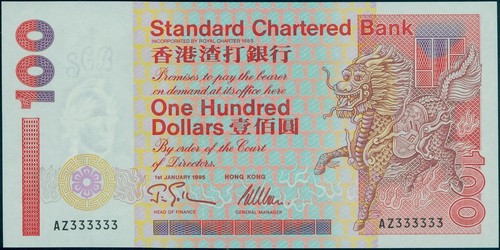 100
Standard Chartered Bank
INCORPORATED BY ROYAL CHARTER 1853
香港渣打銀行
Promises to pay the bearer
on demand at its office here
One Hundred
Dollars 壹佰圓
By order of the Court
of Directors.
1ST JANUARY 1995 HONG KONG
HEAD OF FINANCE GENERAL MANAGER
AZ333333 AZ333333
100